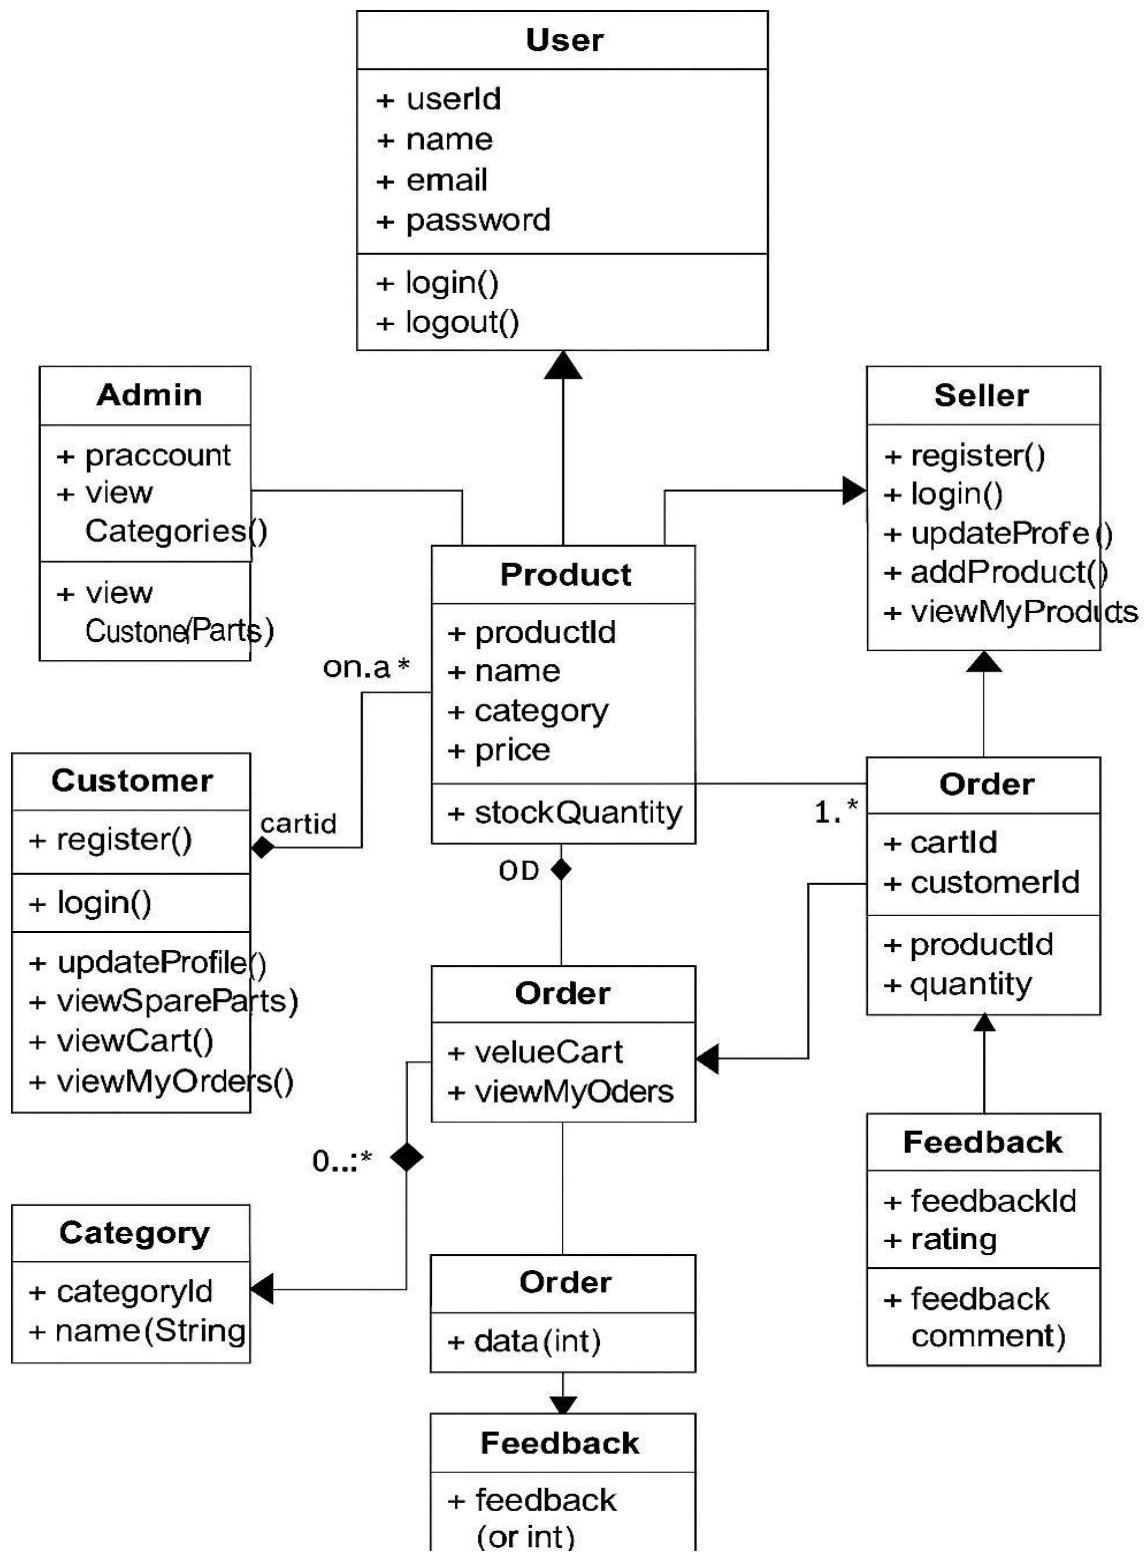 User
+ userId
+ name
+ email
+ password
+ login()
+ logout()
Admin
+ praccount
+ view
Categories()
+ view
Custone(Parts)
Seller
+ register()
+ login()
+ updateProfe()
+ addProduct()
+ viewMyProducts
Product
+ productId
+ name
+ category
+ price
+ stockQuantity
on.a *
cartid
1.*
OD
Customer
+ register()
+ login()
+ updateProfile()
+ viewSpareParts)
+ viewCart()
+ viewMyOrders()
Order
+ cartId
+ customerId
+ productId
+ quantity
Order
+ velueCart
+ viewMyOders
0..:*
Category
+ categoryId
+ name(String
Order
+ data(int)
Feedback
+ feedbackId
+ rating
+ feedback
comment)
Feedback
+ feedback
(or int)